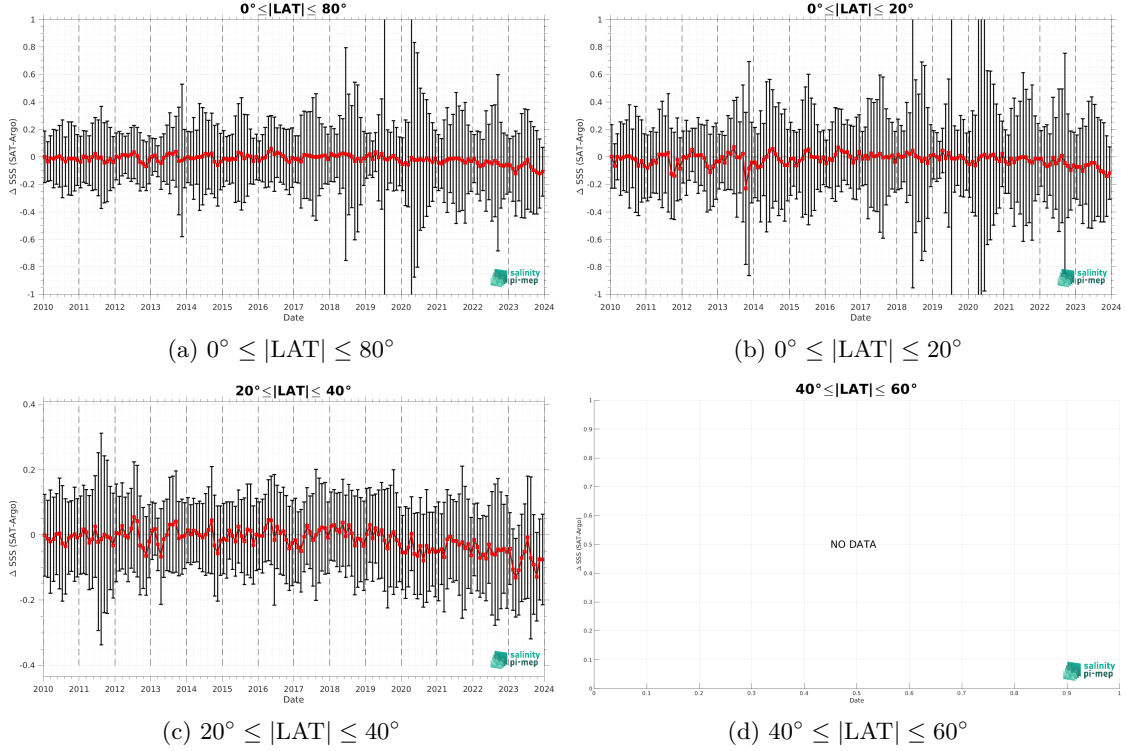 0°≤|LAT|≤ 80°
Δ SSS (SAT-Argo)
1
0.8
0.6
0.4
0.2
0
-0.2
-0.4
-0.6
-0.8
-1
2010 2011 2012 2013 2014 2015 2016 2017 2018 2019 2020 2021 2022 2023 2024
Date
salinity
pi-mep
(a) 0° ≤ |LAT| ≤ 80°
0°≤|LAT|≤ 20°
Δ SSS (SAT-Argo)
1
0.8
0.6
0.4
0.2
0
-0.2
-0.4
-0.6
-0.8
-1
2010 2011 2012 2013 2014 2015 2016 2017 2018 2019 2020 2021 2022 2023 2024
Date
salinity
pi-mep
(b) 0° ≤ |LAT| ≤ 20°
20°≤|LAT|≤ 40°
Δ SSS (SAT-Argo)
0.4
0.2
0
-0.2
-0.4
2010 2011 2012 2013 2014 2015 2016 2017 2018 2019 2020 2021 2022 2023 2024
Date
salinity
pi-mep
(c) 20° ≤ |LAT| ≤ 40°
40°≤|LAT|≤ 60°
Δ SSS (SAT-Argo)
1
0.9
0.8
0.7
0.6
0.5
0.4
0.3
0.2
0.1
0
NO DATA
0 0.1 0.2 0.3 0.4 0.5 0.6 0.7 0.8 0.9 1
Date
salinity
pi-mep
(d) 40° ≤ |LAT| ≤ 60°